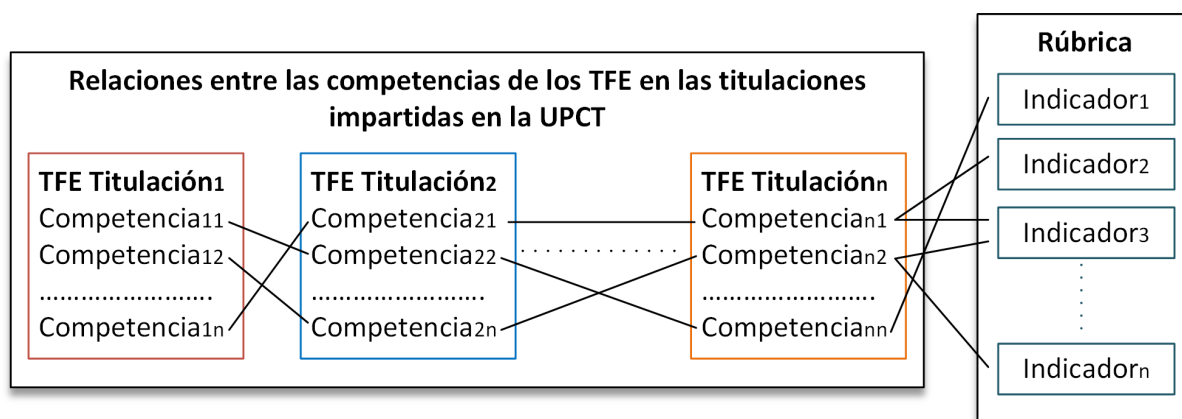 Relaciones entre las competencias de los TFE en las titulaciones
impartidas en la UPCT
TFE Titulación1
Competencia11
Competencia12
…………………….
Competencia1n
TFE Titulación2
Competencia21
Competencia22
…………………….
Competencia2n
. . . . . . . . . . . . . . .
TFE Titulaciónn
Competencian1
Competencian2
…………………….
Competenciann
Rúbrica
Indicador1
Indicador2
Indicador3
Indicadorn